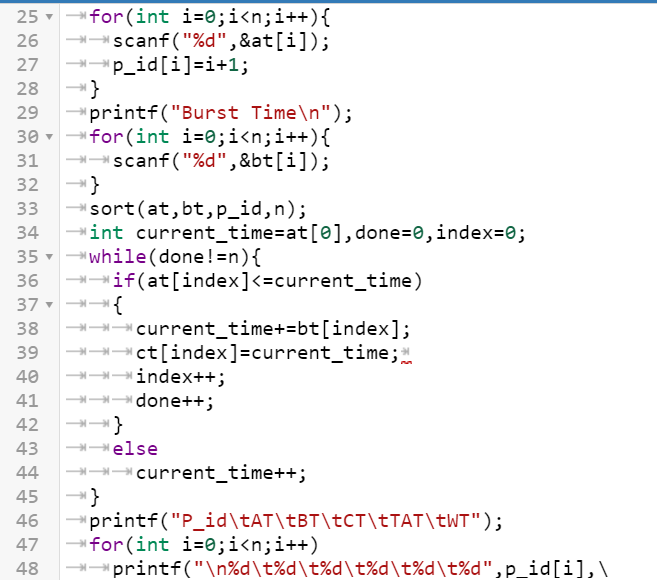 25 for(int i=0;i<n;i++){
26 scanf("%d",&at[i]);
27 p_id[i]=i+1;
28 }
29 printf("Burst Time\n");
30 for(int i=0;i<n;i++){
31 scanf("%d",&bt[i]);
32 }
33 sort(at,bt,p_id,n);
34 int current_time=at[0],done=0,index=0;
35 while(done!=n){
36 if(at[index]<=current_time)
37 {
38 current_time+=bt[index];
39 ct[index]=current_time;
40 index++;
41 done++;
42 }
43 else
44 current_time++;
45 }
46 printf("P_id\tAT\tBT\tCT\tTAT\tWT");
47 for(int i=0;i<n;i++)
48 printf("\n%d\t%d\t%d\t%d\t%d\t%d",p_id[i],\